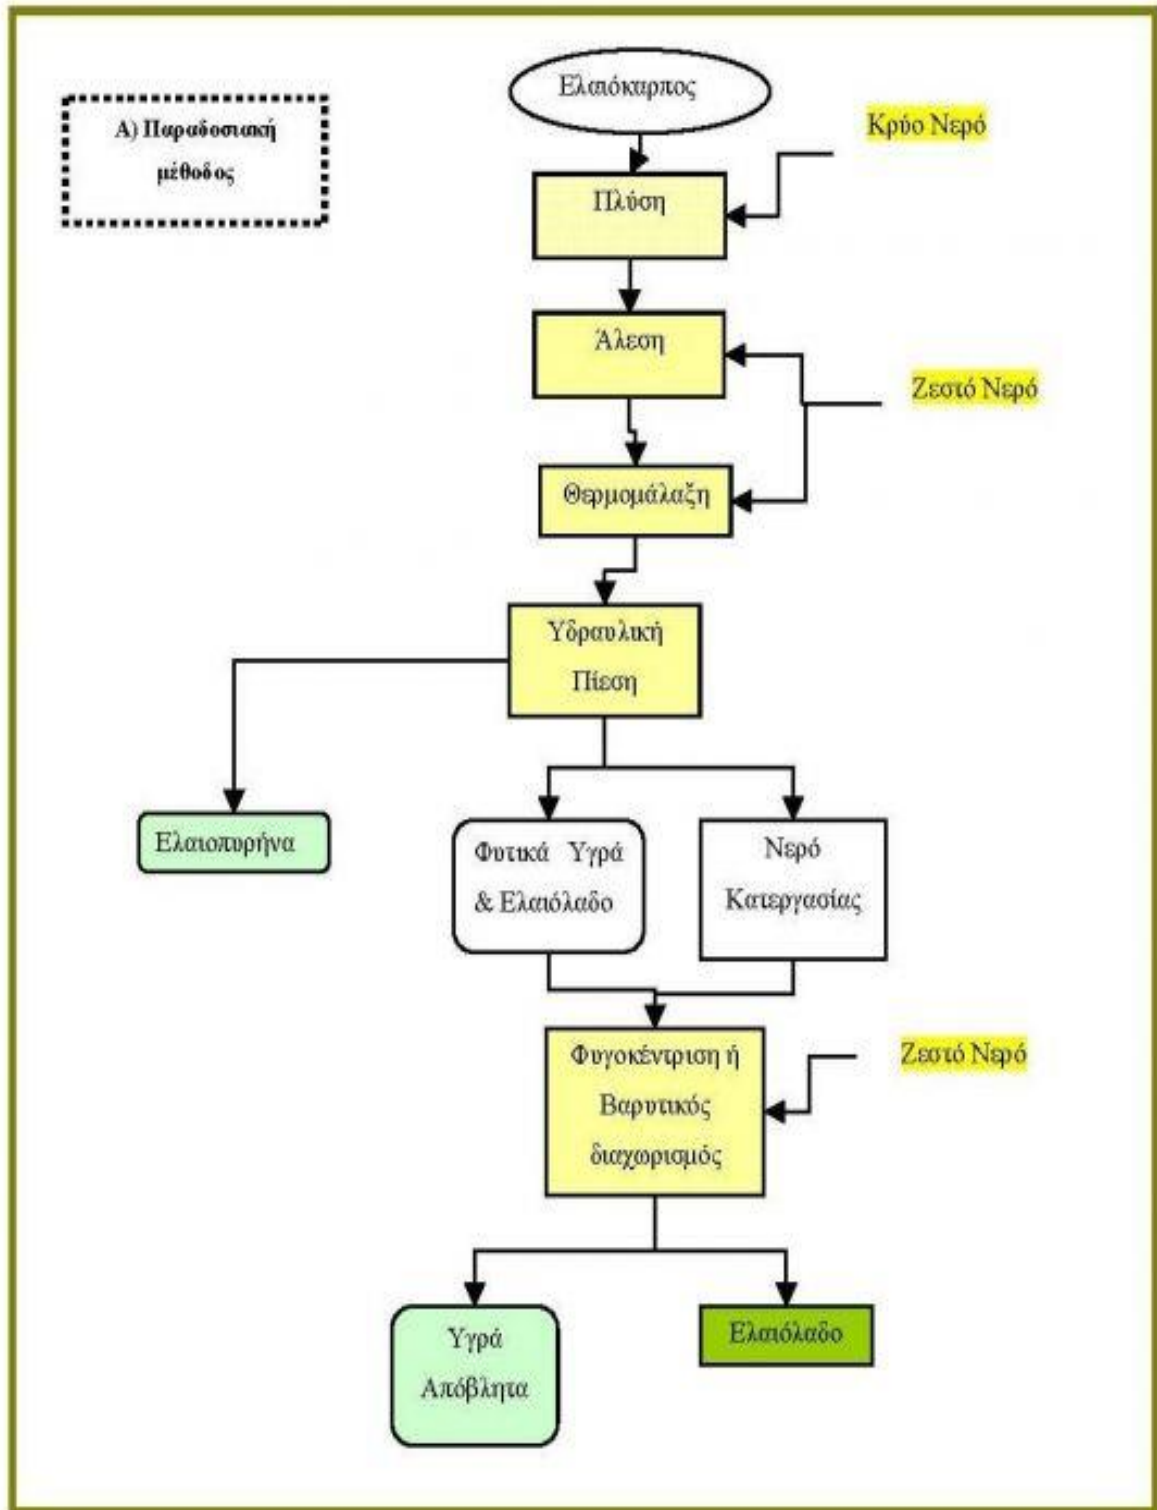 Α) Παραδοσιακή
μέθοδος
Ελαιόκαρπος
Κρύο Νερό
Πλύση
Άλεση
Ζεστό Νερό
Θερμομάλαξη
Υδραυλική
Πίεση
Ελαιοπυρήνα
Φυτικά Υγρά
& Ελαιόλαδο
Νερό
Κατεργασίας
Φυγοκέντριση ή
Βαρυτικός
διαχωρισμός
Ζεστό Νερό
Υγρά
Απόβλητα
Ελαιόλαδο